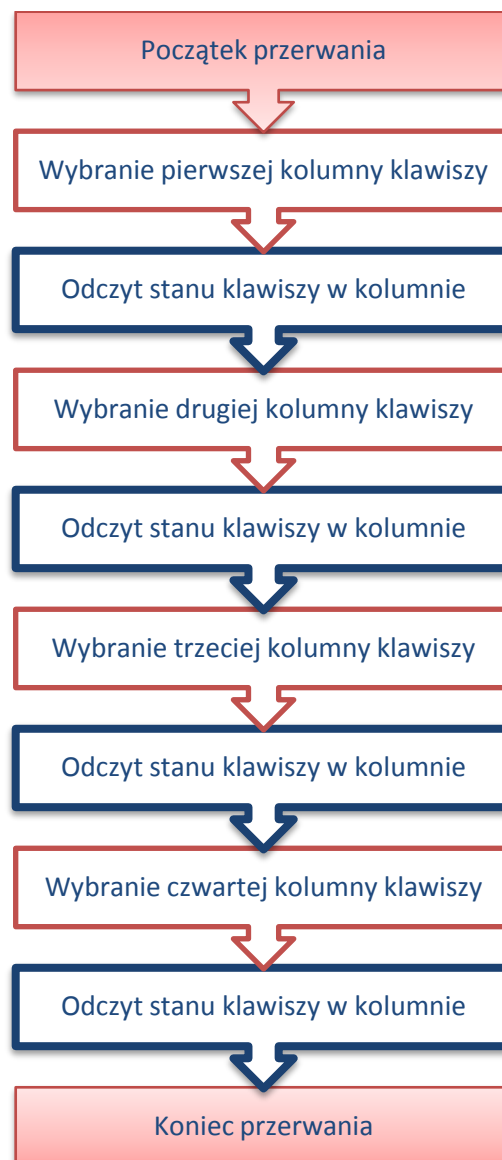 Początek przerwania
Wybranie pierwszej kolumny klawiszy
Odczyt stanu klawiszy w kolumnie
Wybranie drugiej kolumny klawiszy
Odczyt stanu klawiszy w kolumnie
Wybranie trzeciej kolumny klawiszy
Odczyt stanu klawiszy w kolumnie
Wybranie czwartej kolumny klawiszy
Odczyt stanu klawiszy w kolumnie
Koniec przerwania